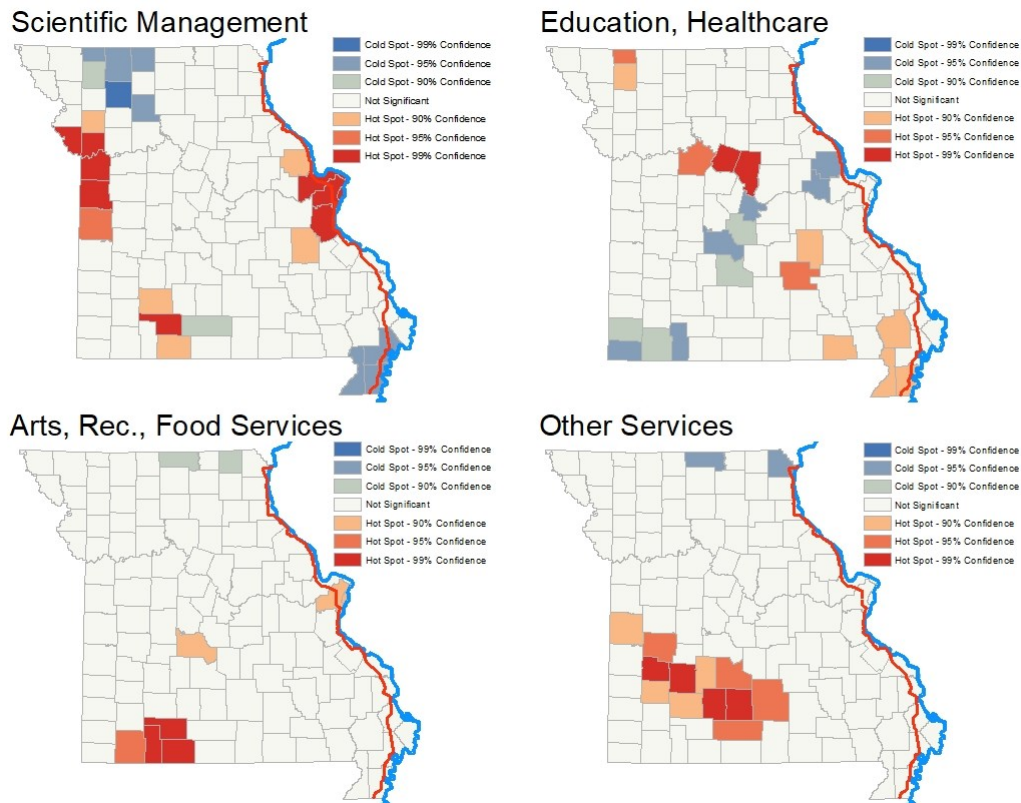 Scientific Management
Cold Spot - 99% Confidence
Cold Spot - 95% Confidence
Cold Spot - 90% Confidence
Not Significant
Hot Spot - 90% Confidence
Hot Spot - 95% Confidence
Hot Spot - 99% Confidence
Education, Healthcare
Cold Spot - 99% Confidence
Cold Spot - 95% Confidence
Cold Spot - 90% Confidence
Not Significant
Hot Spot - 90% Confidence
Hot Spot - 95% Confidence
Hot Spot - 99% Confidence
Arts, Rec., Food Services
Cold Spot - 99% Confidence
Cold Spot - 95% Confidence
Cold Spot - 90% Confidence
Not Significant
Hot Spot - 90% Confidence
Hot Spot - 95% Confidence
Hot Spot - 99% Confidence
Other Services
Cold Spot - 99% Confidence
Cold Spot - 95% Confidence
Cold Spot - 90% Confidence
Not Significant
Hot Spot - 90% Confidence
Hot Spot - 95% Confidence
Hot Spot - 99% Confidence